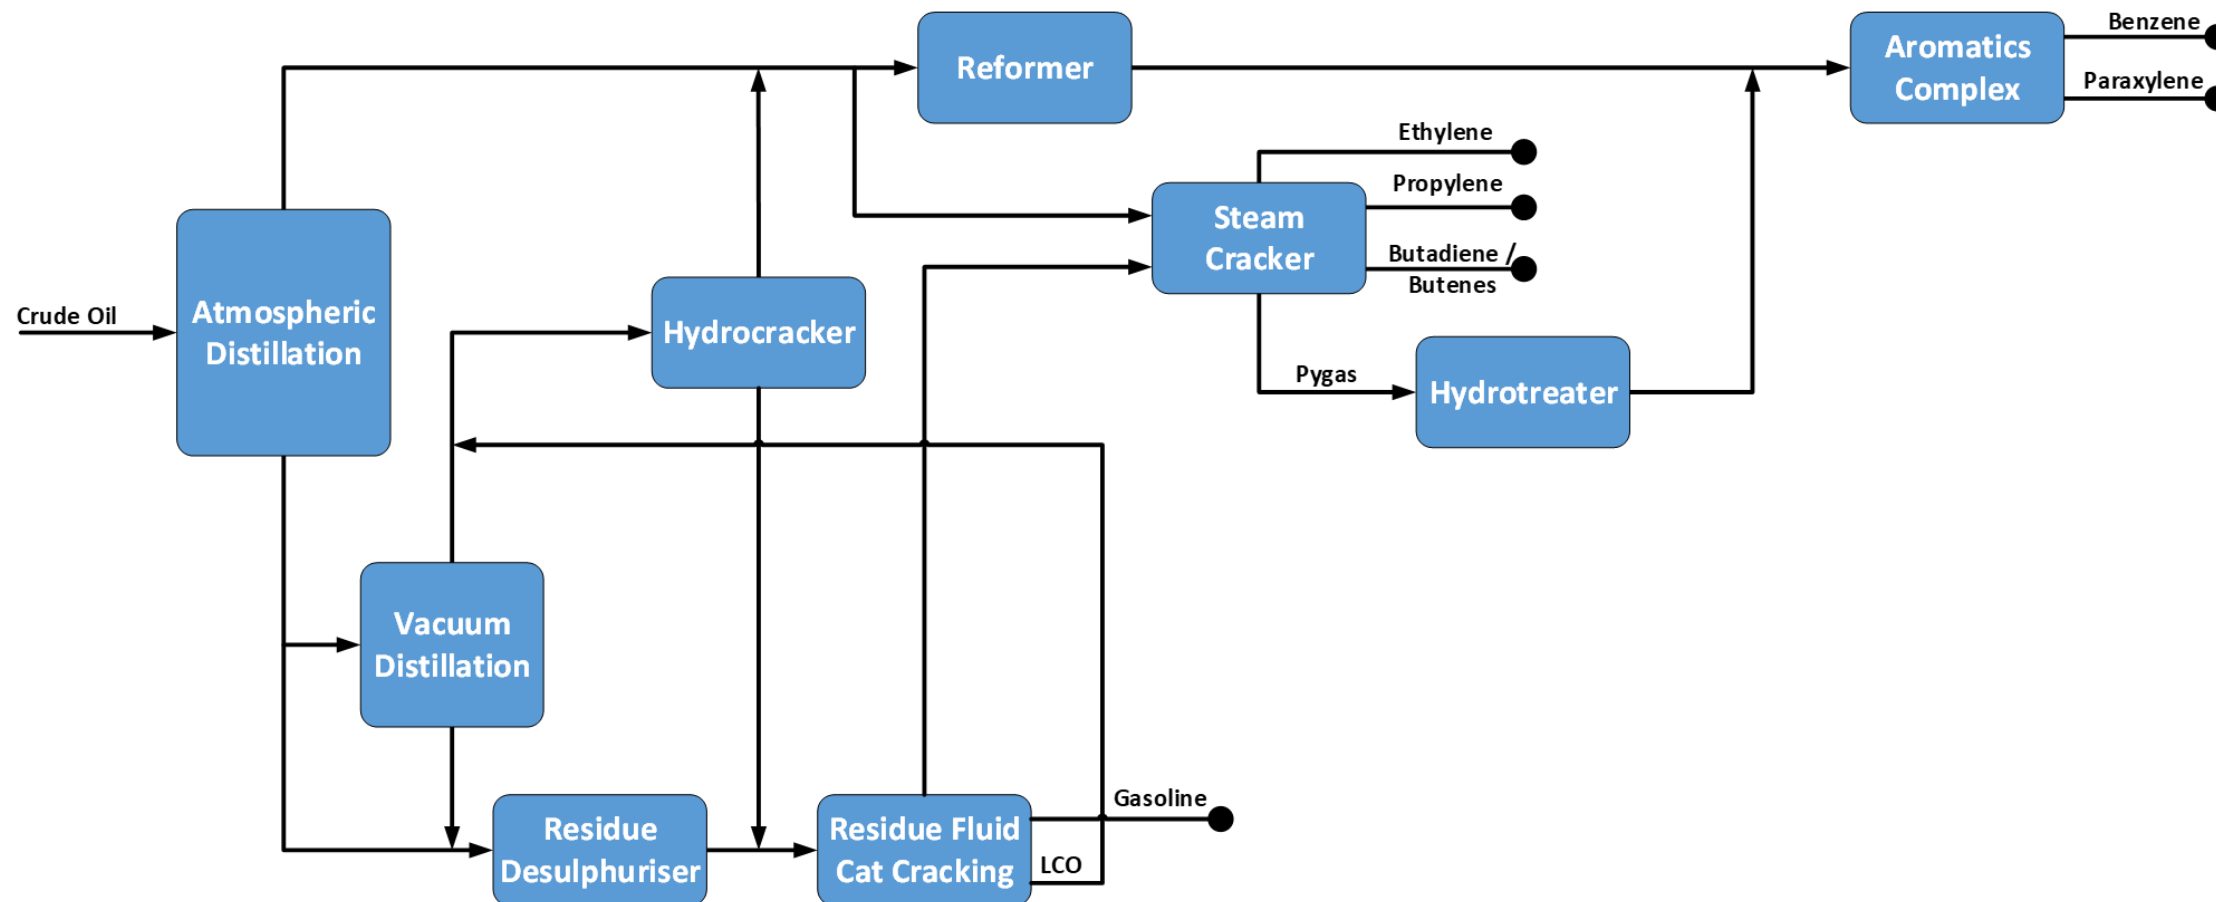 Benzene
Reformer
Aromatics
Complex
Paraxylene
Ethylene
Propylene
Steam
Cracker
Butadiene /
Butenes
Crude Oil
Atmospheric
Distillation
Hydrocracker
Pygas
Hydrotreater
Vacuum
Distillation
Gasoline
Residue
Desulphuriser
Residue Fluid
Cat Cracking
LCO